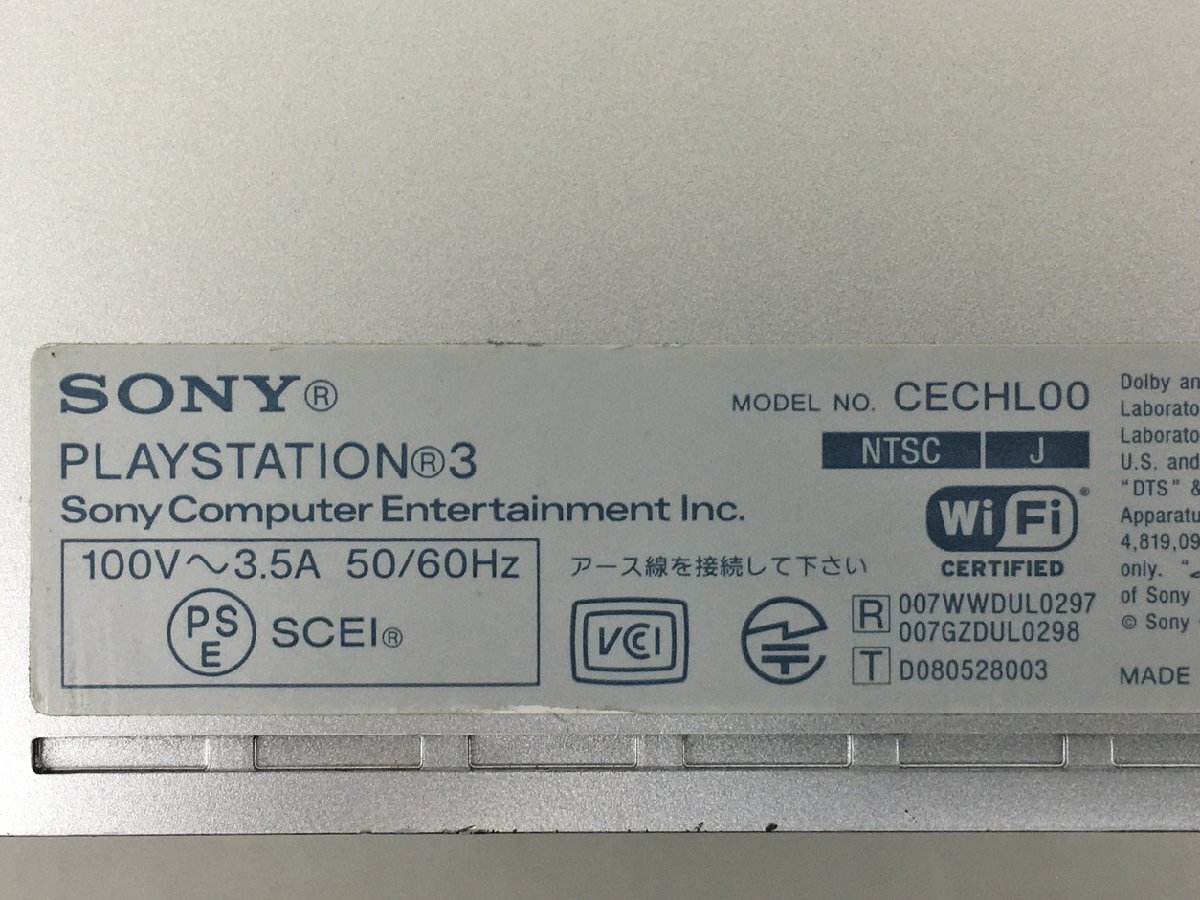 SONY®
PLAYSTATION®3
Sony Computer Entertainment Inc.
100V～3.5A 50/60Hz
PSE SCEI®
MODEL NO. CECHL00
NTSC J
Wi Fi®
CERTIFIED
アース線を接続して下さい
VCCI
R 007WWDUL0297
007GZDUL0298
T D080528003
Dolby an
Laborato
Laborato
U.S. and
"DTS" &
Apparatu
4,819,09
only. "
of Sony
© Sony
MADE